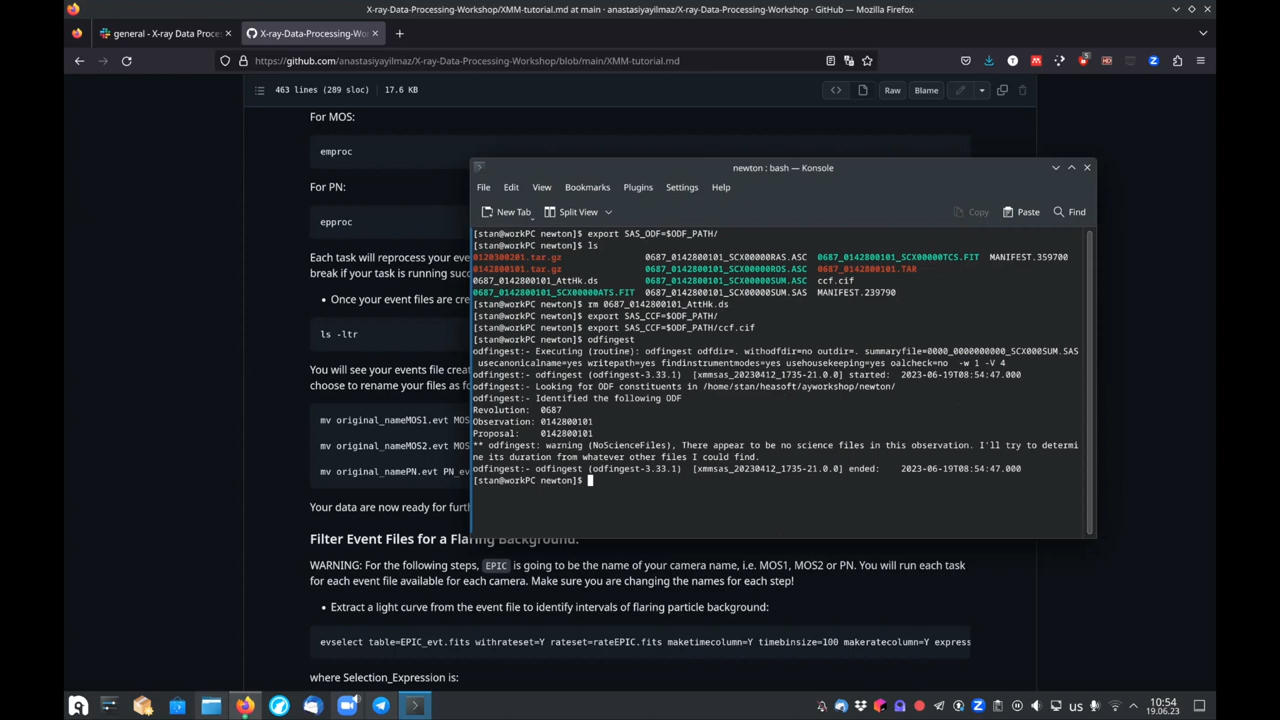 X-ray-Data-Processing-Workshop/XMM-tutorial.md at main · anastasiyayilmaz/X-ray-Data-Processing-Workshop · GitHub — Mozilla Firefox
general - X-ray Data Proces
X-ray-Data-Processing-Wo
https://github.com/anastasiyayilmaz/X-ray-Data-Processing-Workshop/blob/main/XMM-tutorial.md
463 lines (289 sloc) 17.6 KB
Raw
Blame
For MOS:
emproc
For PN:
epproc
Each task will reprocess your eve
break if your task is running succ
• Once your event files are cre
ls -ltr
You will see your events file creat
choose to rename your files as fo
mv original_nameMOS1.evt MOS
mv original_nameMOS2.evt MOS
mv original_namePN.evt PN_ev
Your data are now ready for furth
Filter Event Files for a Flaring Background:
WARNING: For the following steps, EPIC is going to be the name of your camera name, i.e. MOS1, MOS2 or PN. You will run each task
for each event file available for each camera. Make sure you are changing the names for each step!
• Extract a light curve from the event file to identify intervals of flaring particle background:
evselect table=EPIC_evt.fits withrateset=Y rateset=rateEPIC.fits maketimecolumn=Y timebinsize=100 makeratecolumn=Y express
where Selection_Expression is:
newton : bash — Konsole
File Edit View Bookmarks Plugins Settings Help
New Tab Split View Copy Paste Find
[stan@workPC newton]$ export SAS_ODF=$ODF_PATH/
[stan@workPC newton]$ ls
0120300201.tar.gz 0687_0142800101_SCX00000RAS.ASC 0687_0142800101_SCX00000TCS.FIT MANIFEST.359700
0142800101.tar.gz 0687_0142800101_SCX00000ROS.ASC 0687_0142800101.TAR
0687_0142800101_AttHk.ds 0687_0142800101_SCX00000SUM.ASC ccf.cif
0687_0142800101_SCX00000ATS.FIT 0687_0142800101_SCX00000SUM.SAS MANIFEST.239790
[stan@workPC newton]$ rm 0687_0142800101_AttHk.ds
[stan@workPC newton]$ export SAS_CCF=$ODF_PATH/
[stan@workPC newton]$ export SAS_CCF=$ODF_PATH/ccf.cif
[stan@workPC newton]$ odfingest
odfingest:- Executing (routine): odfingest odfdir=. withodfdir=no outdir=. summaryfile=0000_0000000000_SCX000SUM.SAS
usecanonicalname=yes writepath=yes findinstrumentmodes=yes usehousekeeping=yes oalcheck=no -w 1 -V 4
odfingest:- odfingest (odfingest-3.33.1) [xmmsas_20230412_1735-21.0.0] started: 2023-06-19T08:54:47.000
odfingest:- Looking for ODF constituents in /home/stan/heasoft/ayworkshop/newton/
odfingest:- Identified the following ODF
Revolution: 0687
Observation: 0142800101
Proposal: 0142800101
** odfingest: warning (NoScienceFiles), There appear to be no science files in this observation. I'll try to determi
ne its duration from whatever other files I could find.
odfingest:- odfingest (odfingest-3.33.1) [xmmsas_20230412_1735-21.0.0] ended: 2023-06-19T08:54:47.000
[stan@workPC newton]$
us
10:54
19.06.23